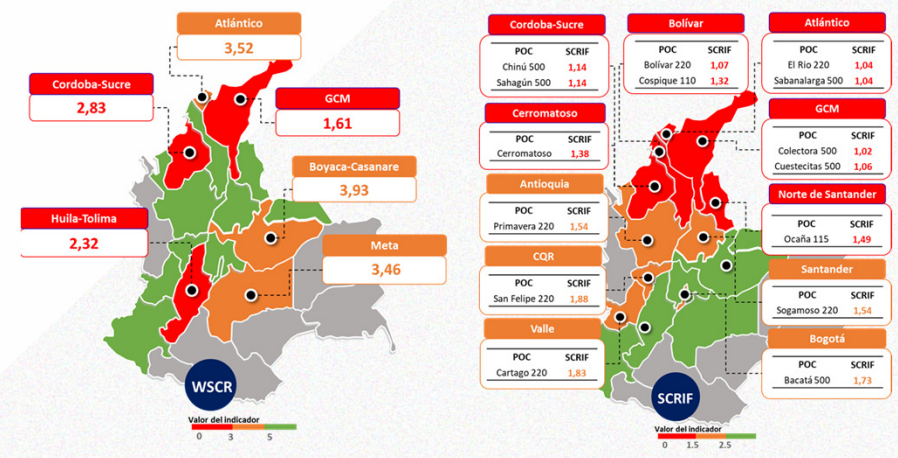 Atlántico
3,52
Cordoba-Sucre
2,83
GCM
1,61
Boyaca-Casanare
3,93
Huila-Tolima
2,32
Meta
3,46
WSCR
Valor del indicador
0 3 5
Cordoba-Sucre
POC SCRIF
Chinú 500 1,14
Sahagún 500 1,14
Bolívar
POC SCRIF
Bolívar 220 1,07
Cospique 110 1,32
Atlántico
POC SCRIF
El Rio 220 1,04
Sabanalarga 500 1,04
Cerromatoso
POC SCRIF
Cerromatoso 1,38
GCM
POC SCRIF
Colectora 500 1,02
Cuestecitas 500 1,06
Antioquia
POC SCRIF
Primavera 220 1,54
Norte de Santander
POC SCRIF
Ocaña 115 1,49
CQR
POC SCRIF
San Felipe 220 1,88
Santander
POC SCRIF
Sogamoso 220 1,54
Valle
POC SCRIF
Cartago 220 1,83
Bogotá
POC SCRIF
Bacatá 500 1,73
SCRIF
Valor del indicador
0 1.5 2.5